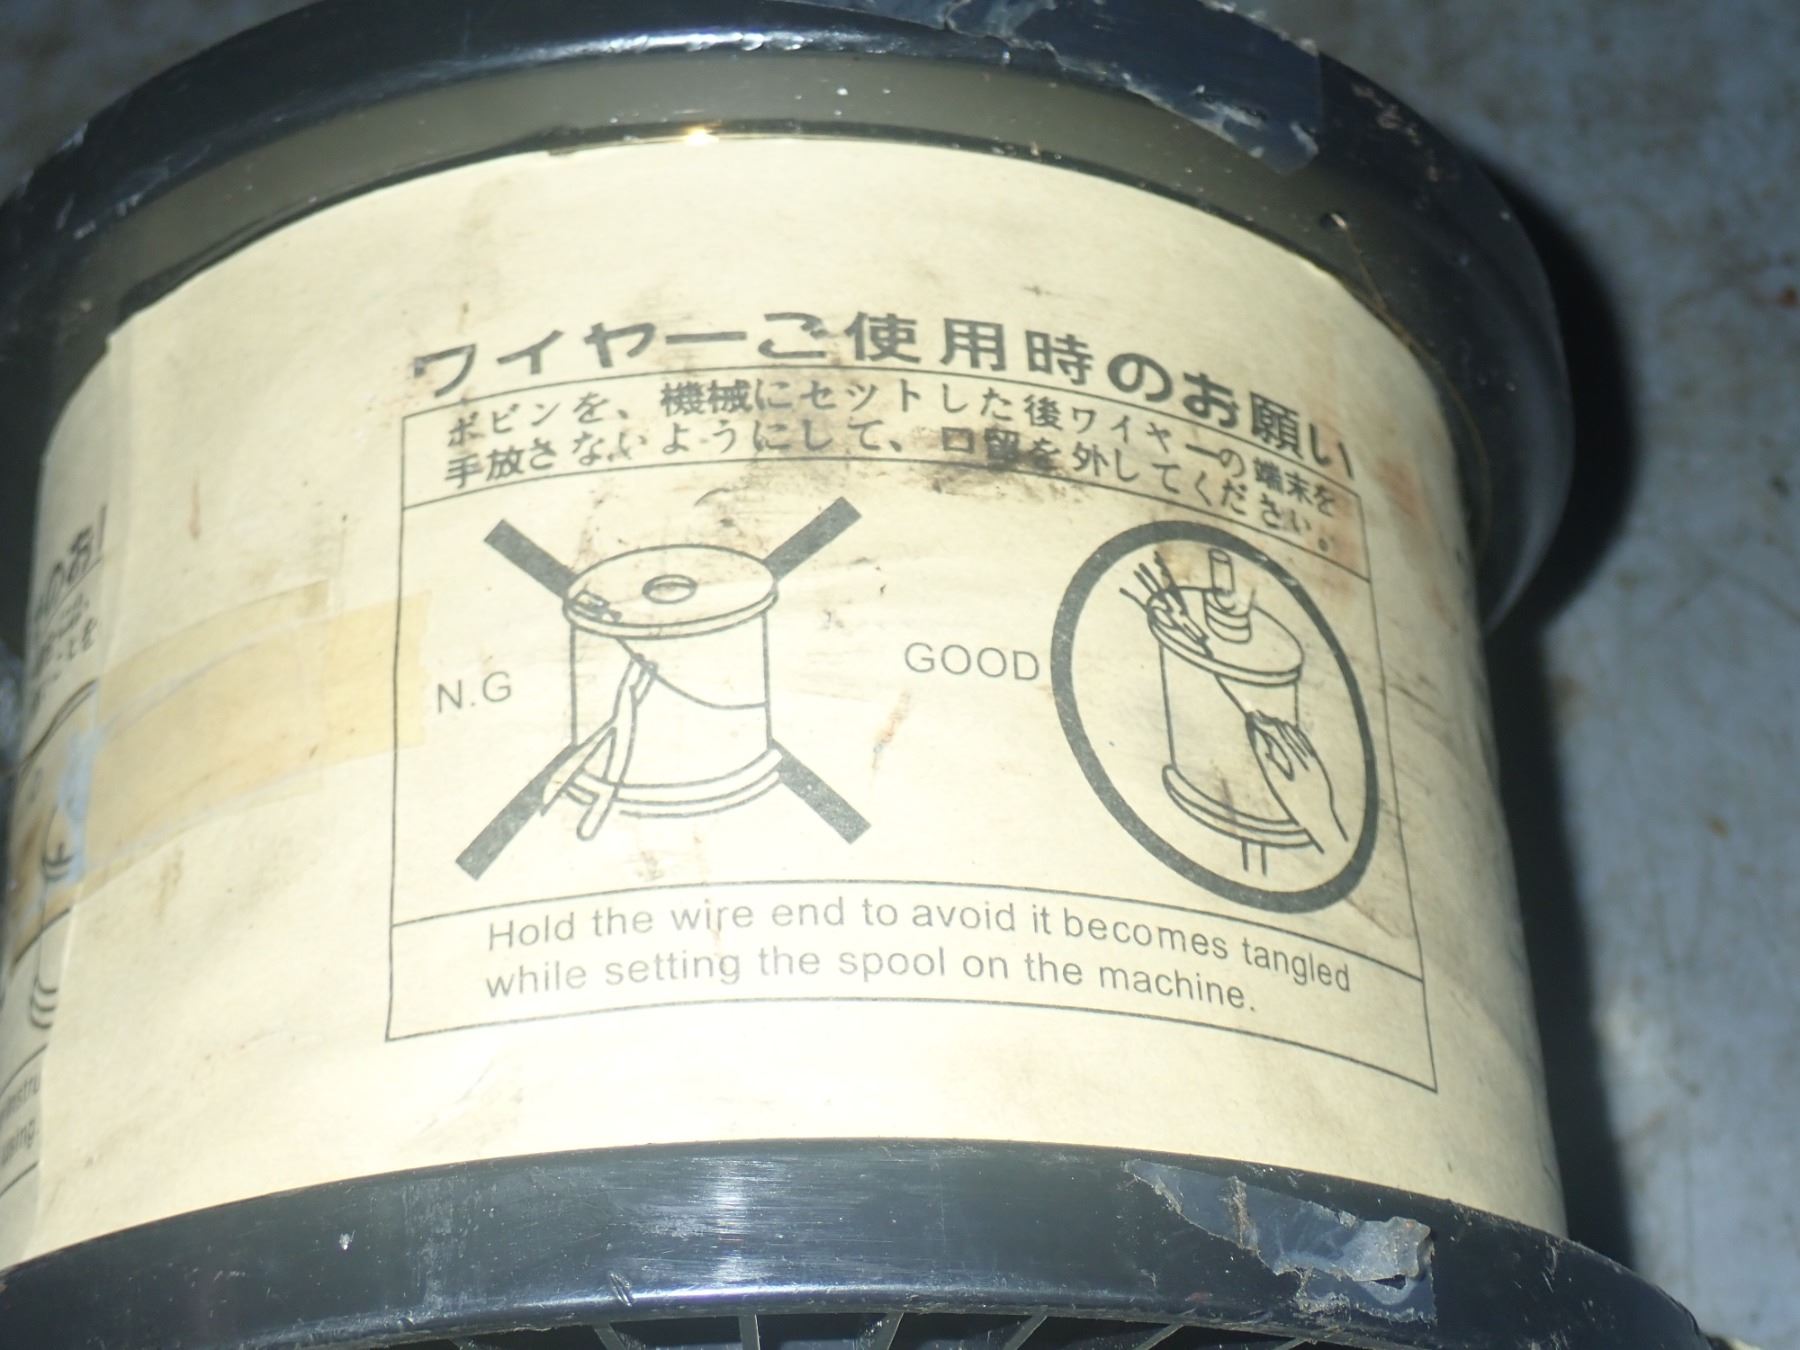 ワイヤーご使用時のお願い
ボビンを、機械にセットした後ワイヤーの端末を
手放さないようにして、口留を外してください。
N.G
GOOD
Hold the wire end to avoid it becomes tangled
while setting the spool on the machine.
のお